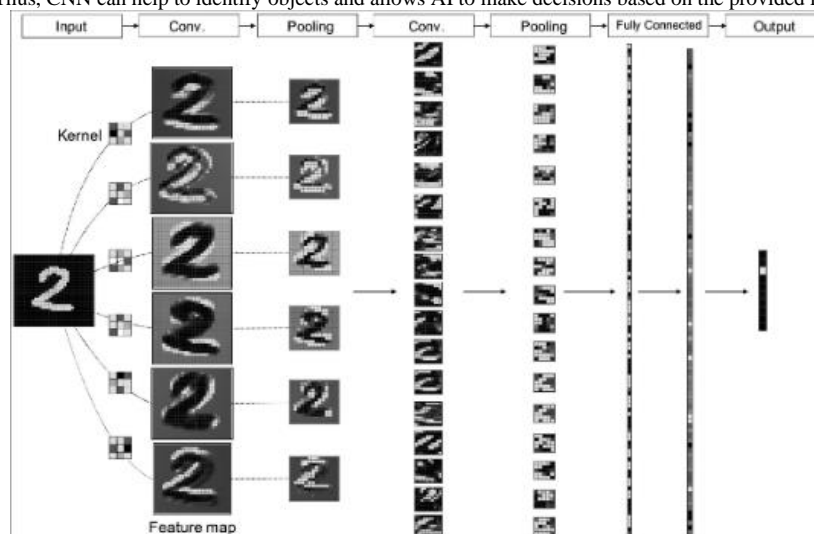 Thus, CNN can help to identify objects and allows AI to make decisions based on the provided
Input Conv. Pooling Conv. Pooling Fully Connected Output
Kernel
Feature map